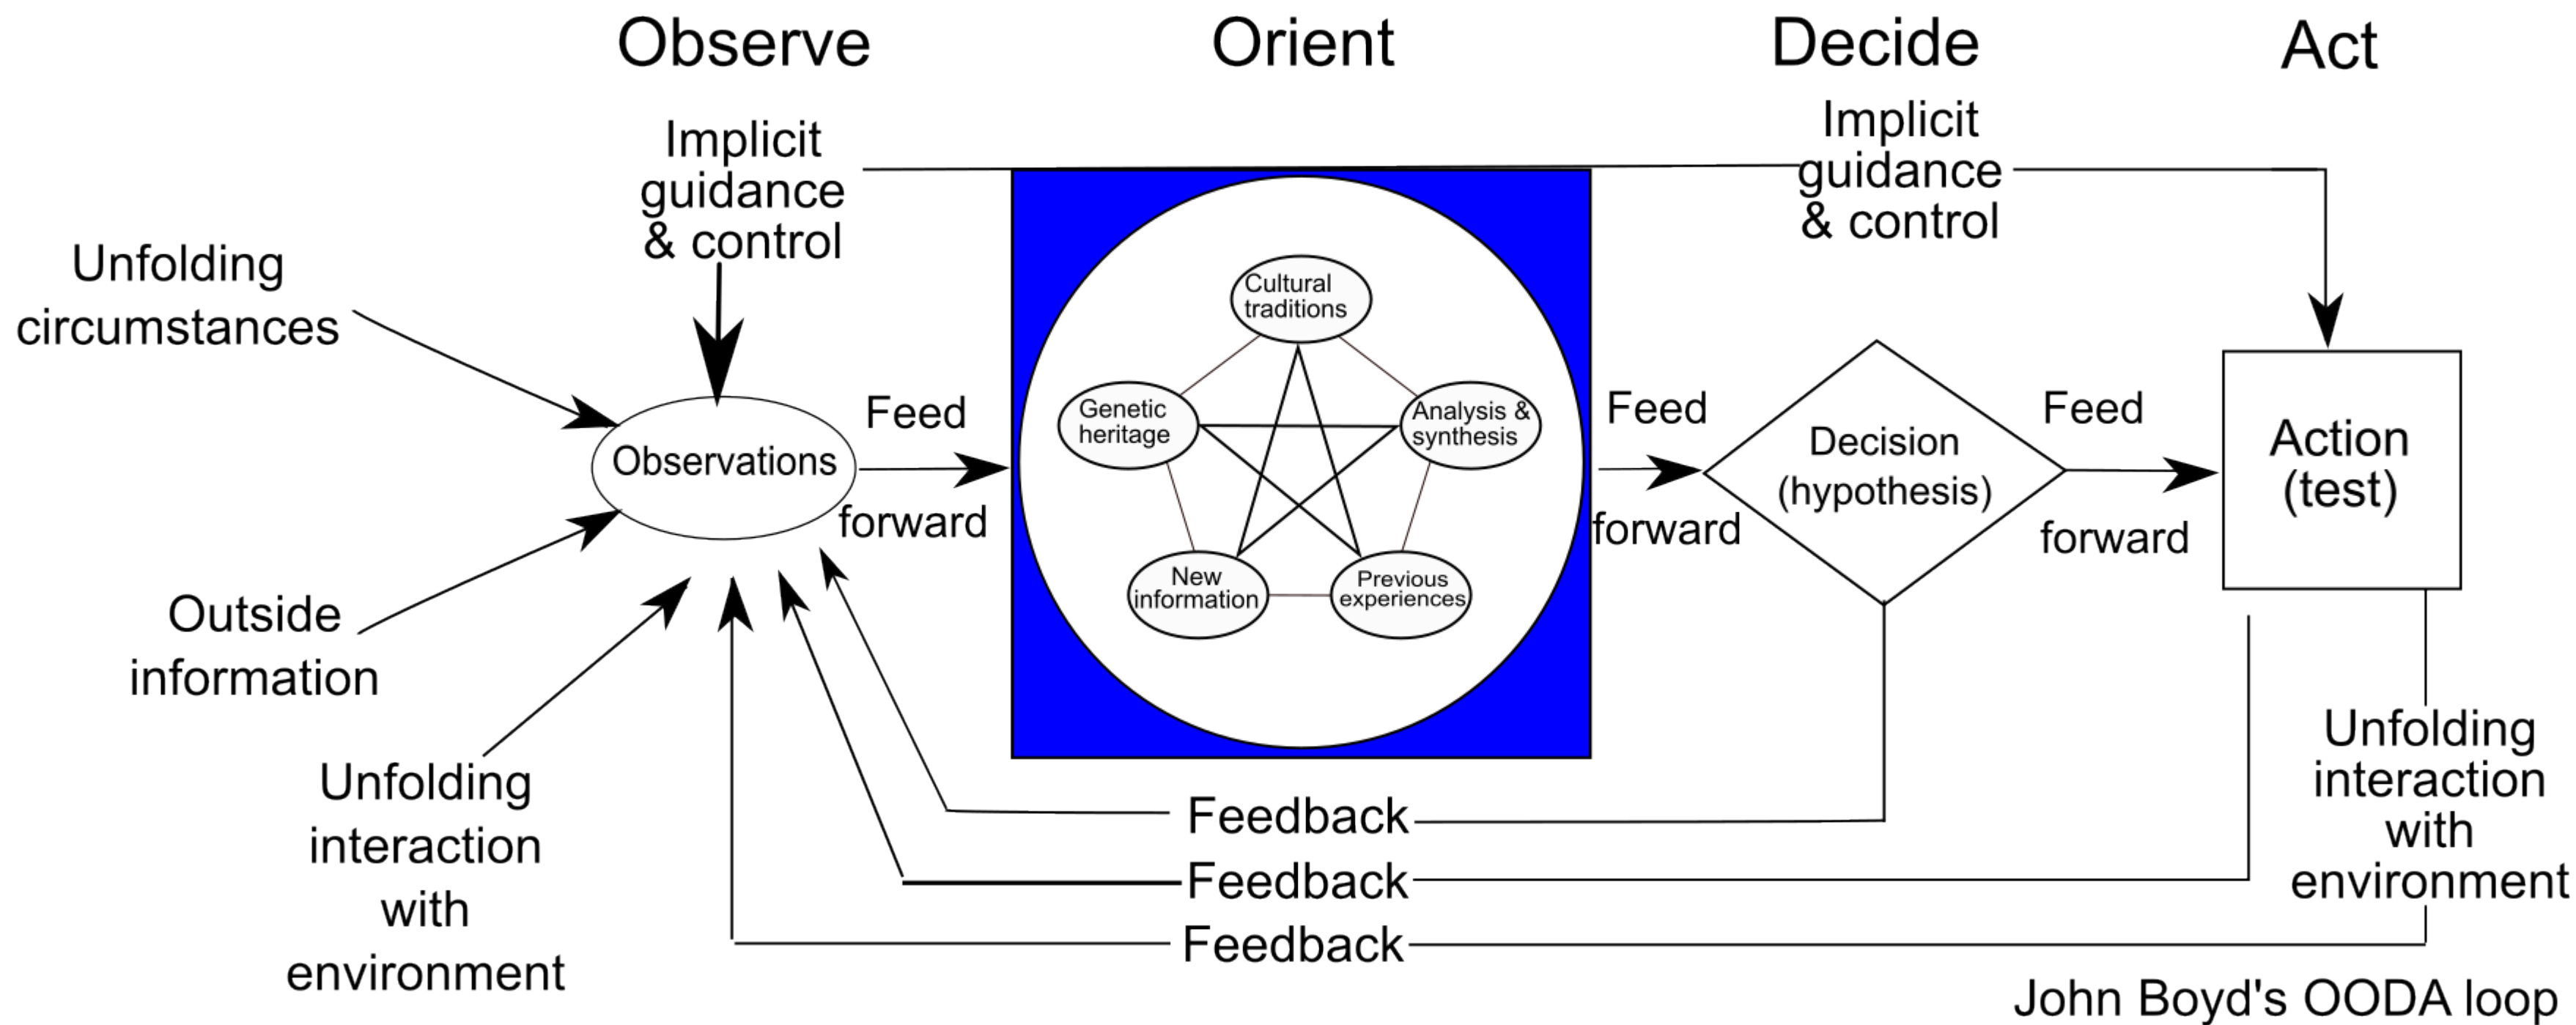 Observe
Orient
Decide
Act
Implicit
guidance
& control
Implicit
guidance
& control
Unfolding
circumstances
Observations
Outside
information
Unfolding
interaction
with
environment
Feed
forward
Cultural
traditions
Genetic
heritage
Analysis &
synthesis
New
information
Previous
experiences
Feed
forward
Decision
(hypothesis)
Feed
forward
Action
(test)
Unfolding
interaction
with
environment
Feedback
Feedback
Feedback
John Boyd's OODA loop